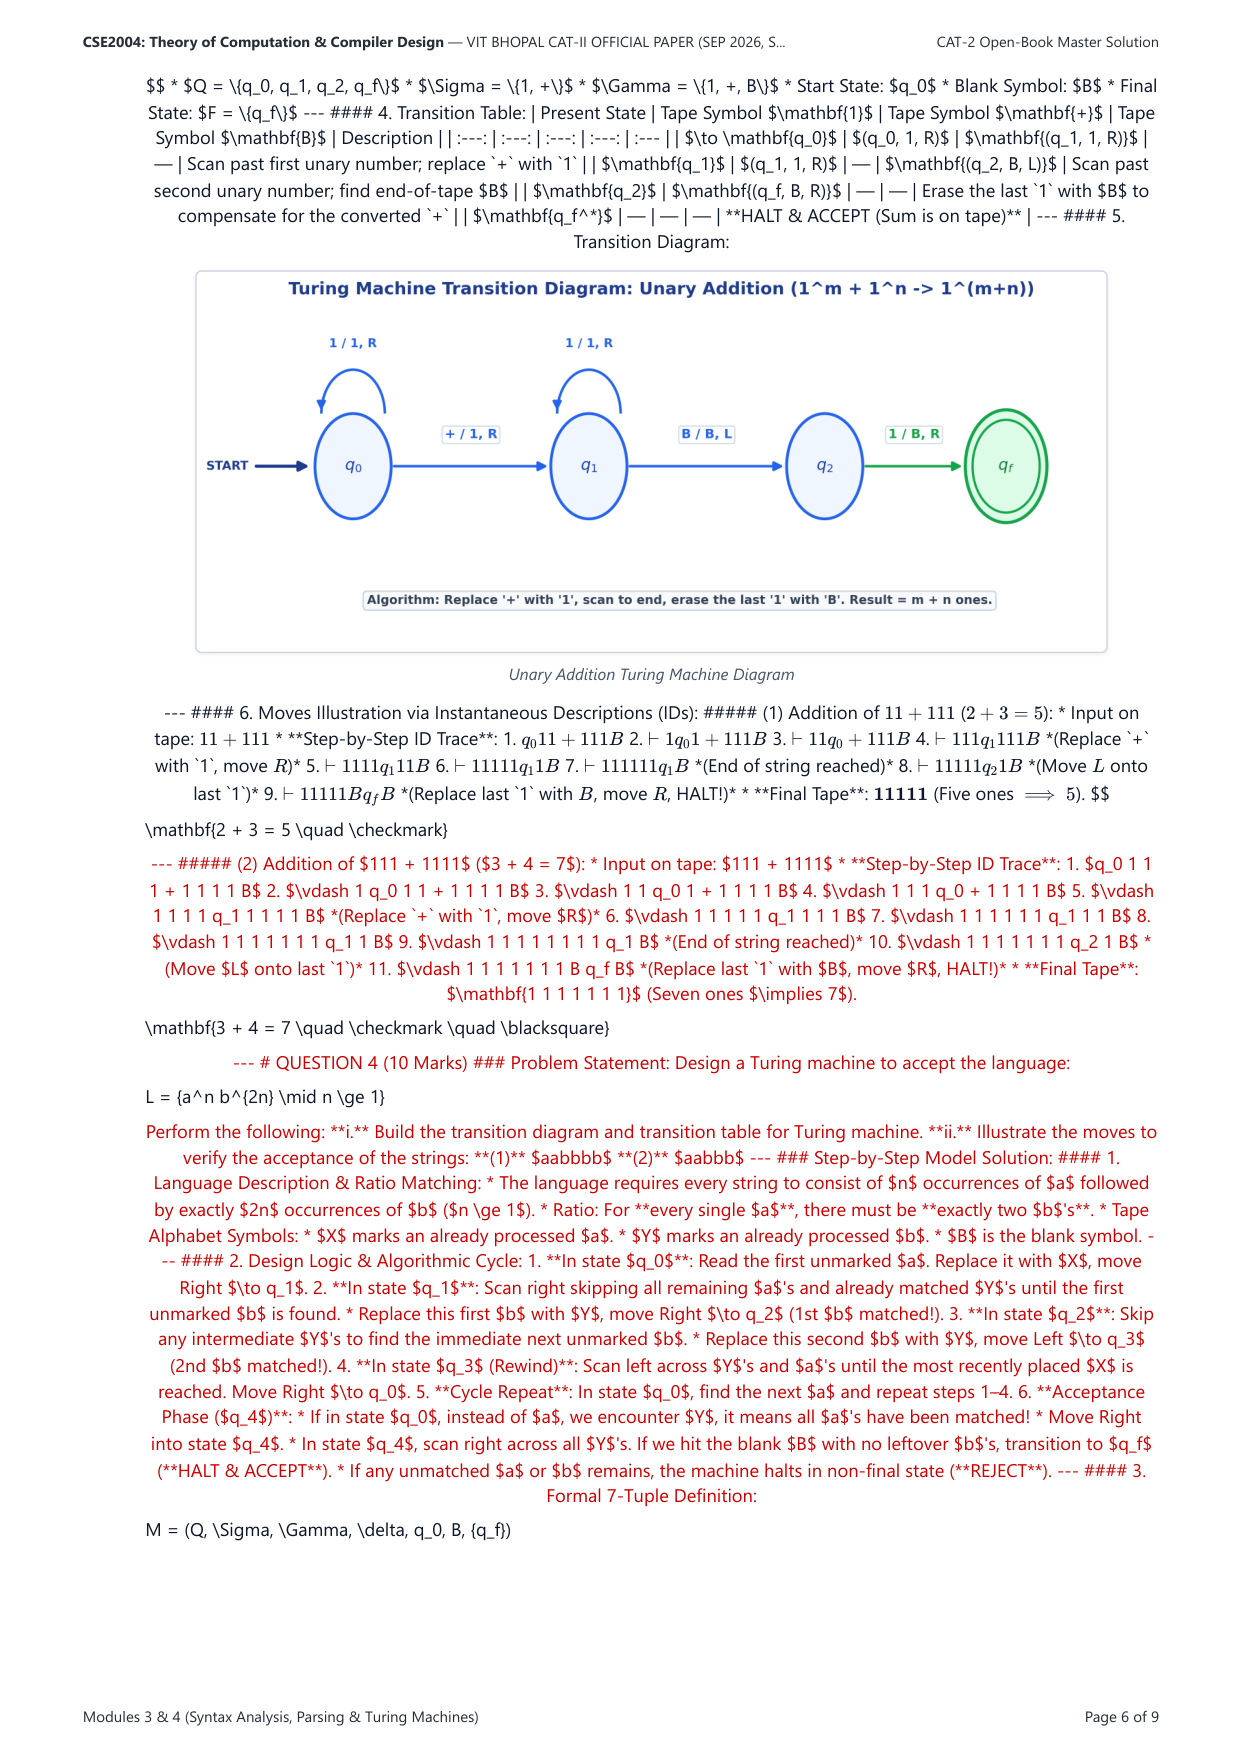 CSE2004: Theory of Computation & Compiler Design — VIT BHOPAL CAT-II OFFICIAL PAPER (SEP 2026, S... CAT-2 Open-Book Master Solution
$$ * $Q = \{q_0, q_1, q_2, q_f\}$ * $\Sigma = \{1, +\}$ * $\Gamma = \{1, +, B\}$ * Start State: $q_0$ * Blank Symbol: $B$ * Final
State: $F = \{q_f\}$ --- #### 4. Transition Table: | Present State | Tape Symbol $\mathbf{1}$ | Tape Symbol $\mathbf{+}$ | Tape
Symbol $\mathbf{B}$ | Description | | :---: | :---: | :---: | :---: | :--- | | $\to \mathbf{q_0}$ | $(q_0, 1, R)$ | $\mathbf{(q_1, 1, R)}$ |
— | Scan past first unary number; replace `+` with `1` | | $\mathbf{q_1}$ | $(q_1, 1, R)$ | — | $\mathbf{(q_2, B, L)}$ | Scan past
second unary number; find end-of-tape $B$ | | $\mathbf{q_2}$ | $\mathbf{(q_f, B, R)}$ | — | — | Erase the last `1` with $B$ to
compensate for the converted `+` | | $\mathbf{q_f^*}$ | — | — | — | **HALT & ACCEPT (Sum is on tape)** | --- #### 5.
Transition Diagram:
Turing Machine Transition Diagram: Unary Addition (1^m + 1^n -> 1^(m+n))
1 / 1, R 1 / 1, R
+ / 1, R B / B, L 1 / B, R
START q0 q1 q2 qf
Algorithm: Replace '+' with '1', scan to end, erase the last '1' with 'B'. Result = m + n ones.
Unary Addition Turing Machine Diagram
--- #### 6. Moves Illustration via Instantaneous Descriptions (IDs): ##### (1) Addition of 11 + 111 (2 + 3 = 5): * Input on
tape: 11 + 111 * **Step-by-Step ID Trace**: 1. q₀11 + 111B 2. ⊢ 1q₀1 + 111B 3. ⊢ 11q₀ + 111B 4. ⊢ 111q₁111B *(Replace `+`
with `1`, move R)* 5. ⊢ 1111q₁11B 6. ⊢ 11111q₁1B 7. ⊢ 111111q₁B *(End of string reached)* 8. ⊢ 11111q₂1B *(Move L onto
last `1`)* 9. ⊢ 11111Bq_fB *(Replace last `1` with B, move R, HALT!)* * **Final Tape**: 11111 (Five ones ⟹ 5). $$
\mathbf{2 + 3 = 5 \quad \checkmark}
--- ##### (2) Addition of $111 + 1111$ ($3 + 4 = 7$): * Input on tape: $111 + 1111$ * **Step-by-Step ID Trace**: 1. $q_0 1 1
1 + 1 1 1 1 B$ 2. $\vdash 1 q_0 1 1 + 1 1 1 1 B$ 3. $\vdash 1 1 q_0 1 + 1 1 1 1 B$ 4. $\vdash 1 1 1 q_0 + 1 1 1 1 B$ 5. $\vdash
1 1 1 1 q_1 1 1 1 1 B$ *(Replace `+` with `1`, move $R$)* 6. $\vdash 1 1 1 1 1 q_1 1 1 1 B$ 7. $\vdash 1 1 1 1 1 1 q_1 1 1 B$ 8.
$\vdash 1 1 1 1 1 1 1 q_1 1 B$ 9. $\vdash 1 1 1 1 1 1 1 1 q_1 B$ *(End of string reached)* 10. $\vdash 1 1 1 1 1 1 1 q_2 1 B$ *
(Move $L$ onto last `1`)* 11. $\vdash 1 1 1 1 1 1 1 B q_f B$ *(Replace last `1` with $B$, move $R$, HALT!)* * **Final Tape**:
$\mathbf{1 1 1 1 1 1 1}$ (Seven ones $\implies 7$).
\mathbf{3 + 4 = 7 \quad \checkmark \quad \blacksquare}
--- # QUESTION 4 (10 Marks) ### Problem Statement: Design a Turing machine to accept the language:
L = {a^n b^{2n} \mid n \ge 1}
Perform the following: **i.** Build the transition diagram and transition table for Turing machine. **ii.** Illustrate the moves to
verify the acceptance of the strings: **(1)** $aabbbb$ **(2)** $aabbb$ --- ### Step-by-Step Model Solution: #### 1.
Language Description & Ratio Matching: * The language requires every string to consist of $n$ occurrences of $a$ followed
by exactly $2n$ occurrences of $b$ ($n \ge 1$). * Ratio: For **every single $a$**, there must be **exactly two $b$'s**. * Tape
Alphabet Symbols: * $X$ marks an already processed $a$. * $Y$ marks an already processed $b$. * $B$ is the blank symbol. -
-- #### 2. Design Logic & Algorithmic Cycle: 1. **In state $q_0$**: Read the first unmarked $a$. Replace it with $X$, move
Right $\to q_1$. 2. **In state $q_1$**: Scan right skipping all remaining $a$'s and already matched $Y$'s until the first
unmarked $b$ is found. * Replace this first $b$ with $Y$, move Right $\to q_2$ (1st $b$ matched!). 3. **In state $q_2$**: Skip
any intermediate $Y$'s to find the immediate next unmarked $b$. * Replace this second $b$ with $Y$, move Left $\to q_3$
(2nd $b$ matched!). 4. **In state $q_3$ (Rewind)**: Scan left across $Y$'s and $a$'s until the most recently placed $X$ is
reached. Move Right $\to q_0$. 5. **Cycle Repeat**: In state $q_0$, find the next $a$ and repeat steps 1–4. 6. **Acceptance
Phase ($q_4$)**: * If in state $q_0$, instead of $a$, we encounter $Y$, it means all $a$'s have been matched! * Move Right
into state $q_4$. * In state $q_4$, scan right across all $Y$'s. If we hit the blank $B$ with no leftover $b$'s, transition to $q_f$
(**HALT & ACCEPT**). * If any unmatched $a$ or $b$ remains, the machine halts in non-final state (**REJECT**). --- #### 3.
Formal 7-Tuple Definition:
M = (Q, \Sigma, \Gamma, \delta, q_0, B, {q_f})
Modules 3 & 4 (Syntax Analysis, Parsing & Turing Machines) Page 6 of 9